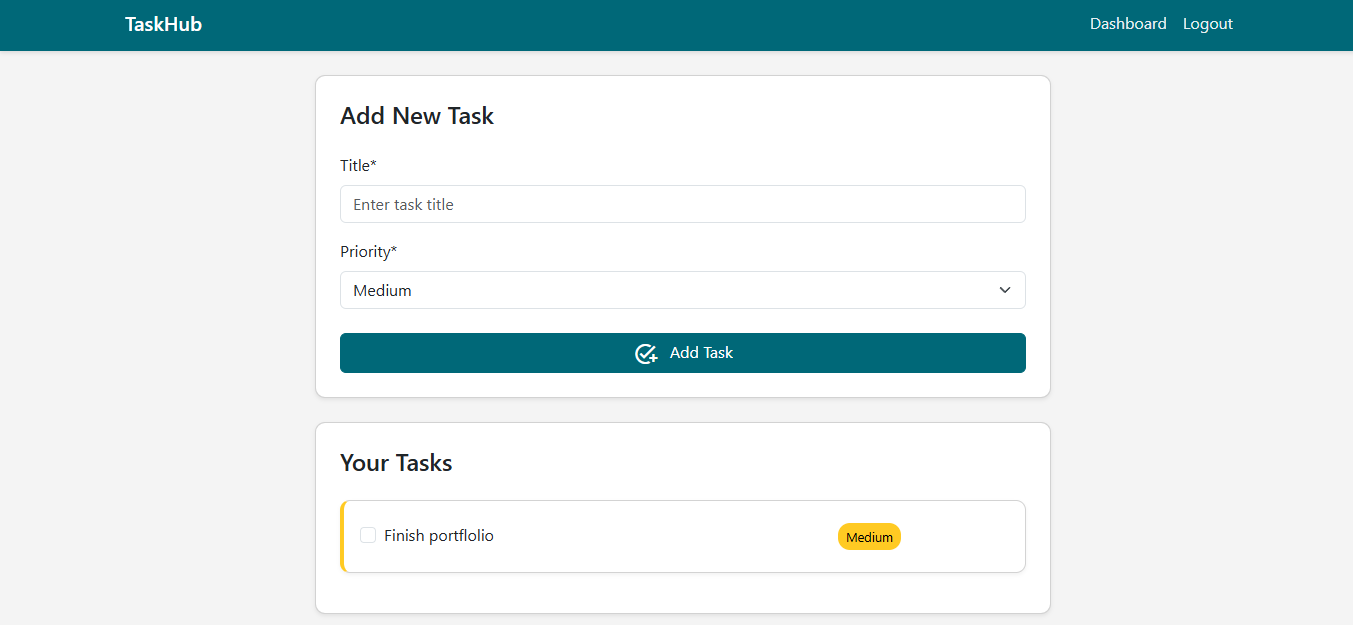 TaskHub
Dashboard Logout
Add New Task
Title*
Enter task title
Priority*
Medium
Add Task
Your Tasks
Finish portflolio
Medium